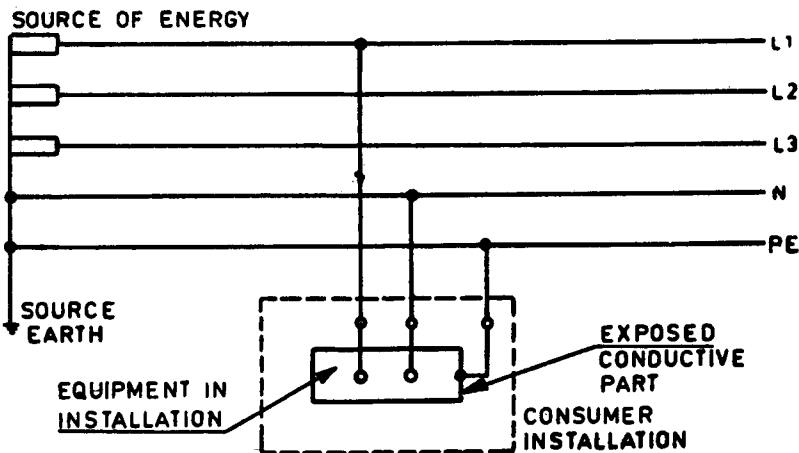 SOURCE OF ENERGY
L1
L2
L3
N
PE
SOURCE
EARTH
EXPOSED
CONDUCTIVE
PART
EQUIPMENT IN
INSTALLATION
CONSUMER
INSTALLATION